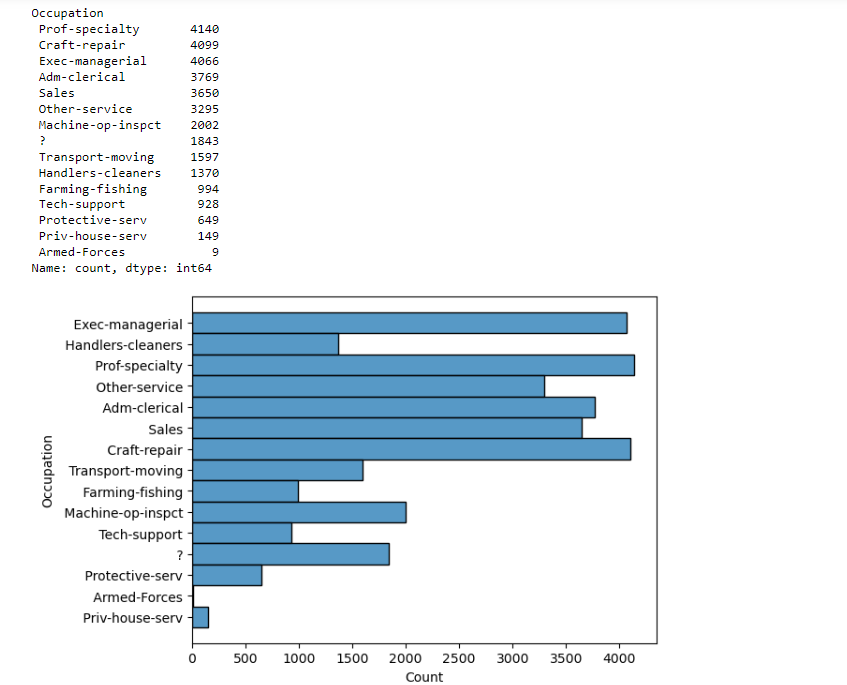 Occupation
Prof-specialty 4140
Craft-repair 4099
Exec-managerial 4066
Adm-clerical 3769
Sales 3650
Other-service 3295
Machine-op-inspct 2002
? 1843
Transport-moving 1597
Handlers-cleaners 1370
Farming-fishing 994
Tech-support 928
Protective-serv 649
Priv-house-serv 149
Armed-Forces 9
Name: count, dtype: int64
Occupation
Exec-managerial
Handlers-cleaners
Prof-specialty
Other-service
Adm-clerical
Sales
Craft-repair
Transport-moving
Farming-fishing
Machine-op-inspct
Tech-support
?
Protective-serv
Armed-Forces
Priv-house-serv
0 500 1000 1500 2000 2500 3000 3500 4000
Count